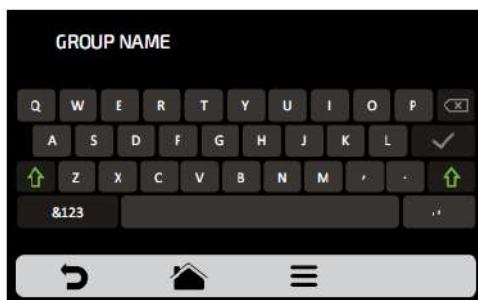 GROUP NAME
Q W E R T Y U I O P
A S D F G H J K L
Z X C V B N M , .
&123